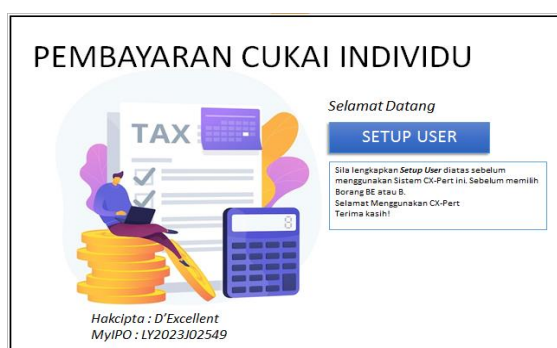 PEMBAYARAN CUKAI INDIVIDU
TAX
Selamat Datang
SETUP USER
Sila lengkapkan Setup User diatas sebelum
menggunakan Sistem CX-Pert ini. Sebelum memilih
Borang BE atau B.
Selamat Menggunakan CX-Pert
Terima kasih!
8
Hakcipta : D'Excellent
MyIPO : LY2023J02549